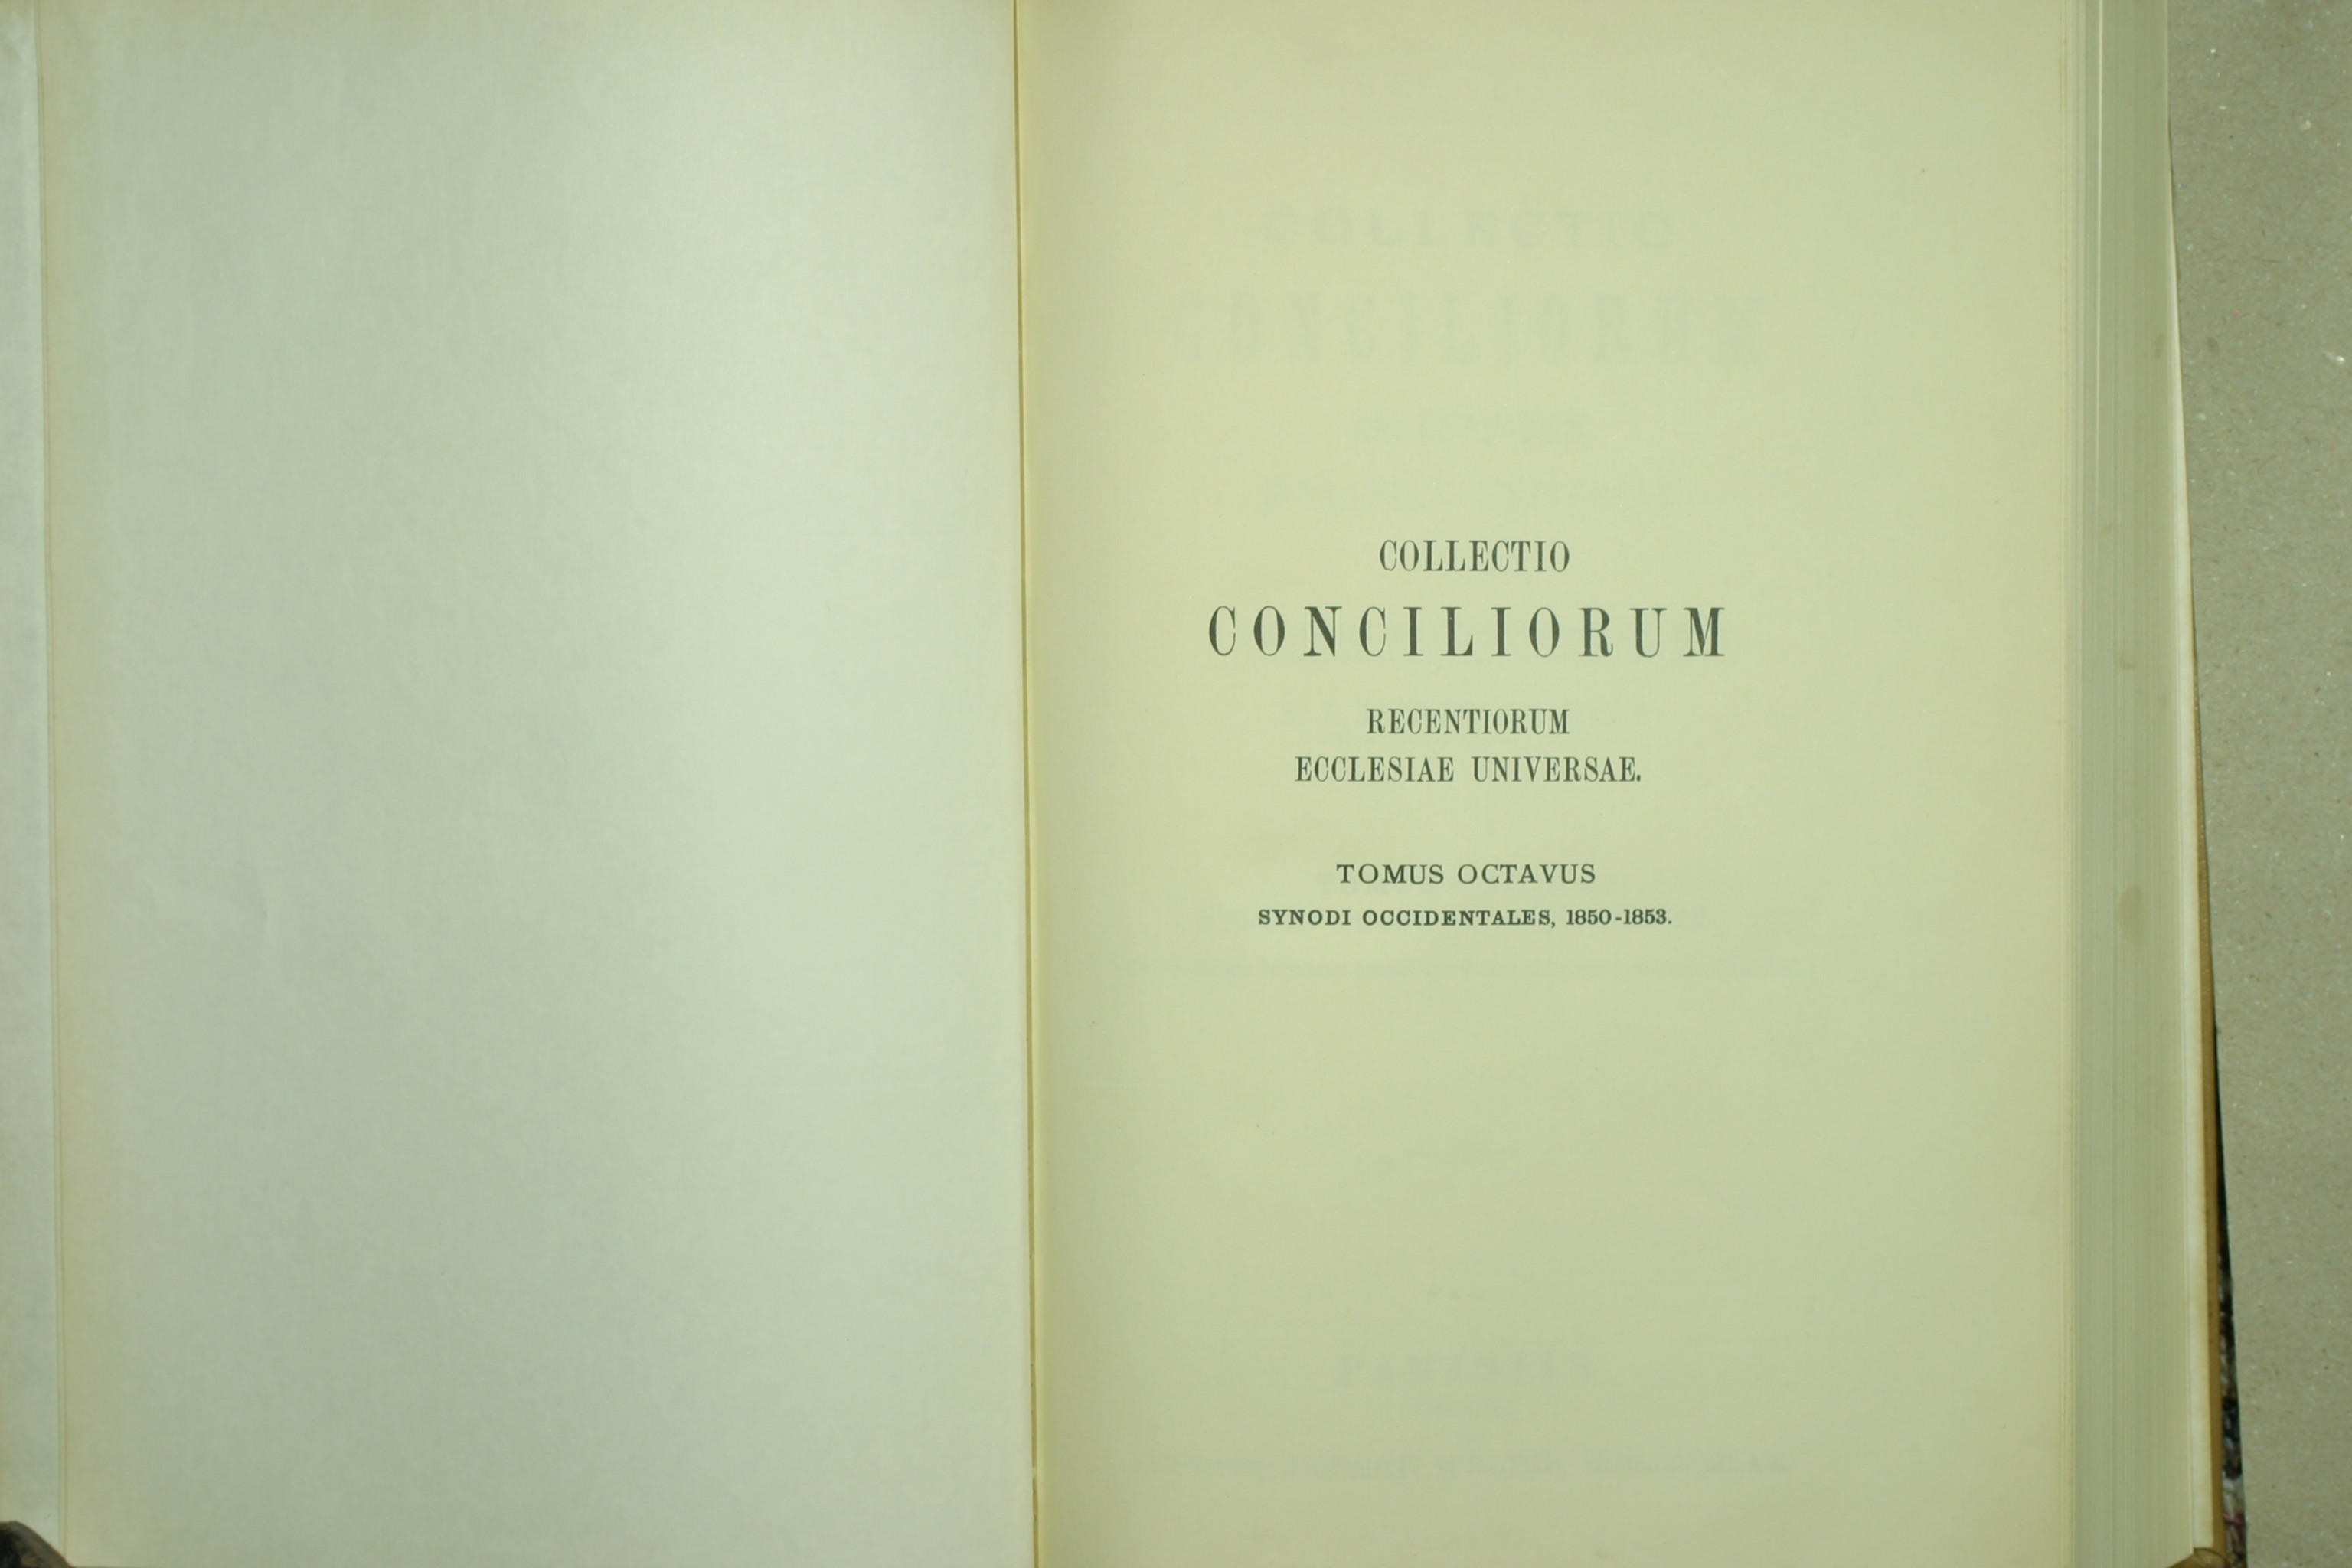 COLLECTIO
CONCILIORUM
RECENTIORUM
ECCLESIAE UNIVERSAE.
TOMUS OCTAVUS
SYNODI OCCIDENTALES, 1850-1853.